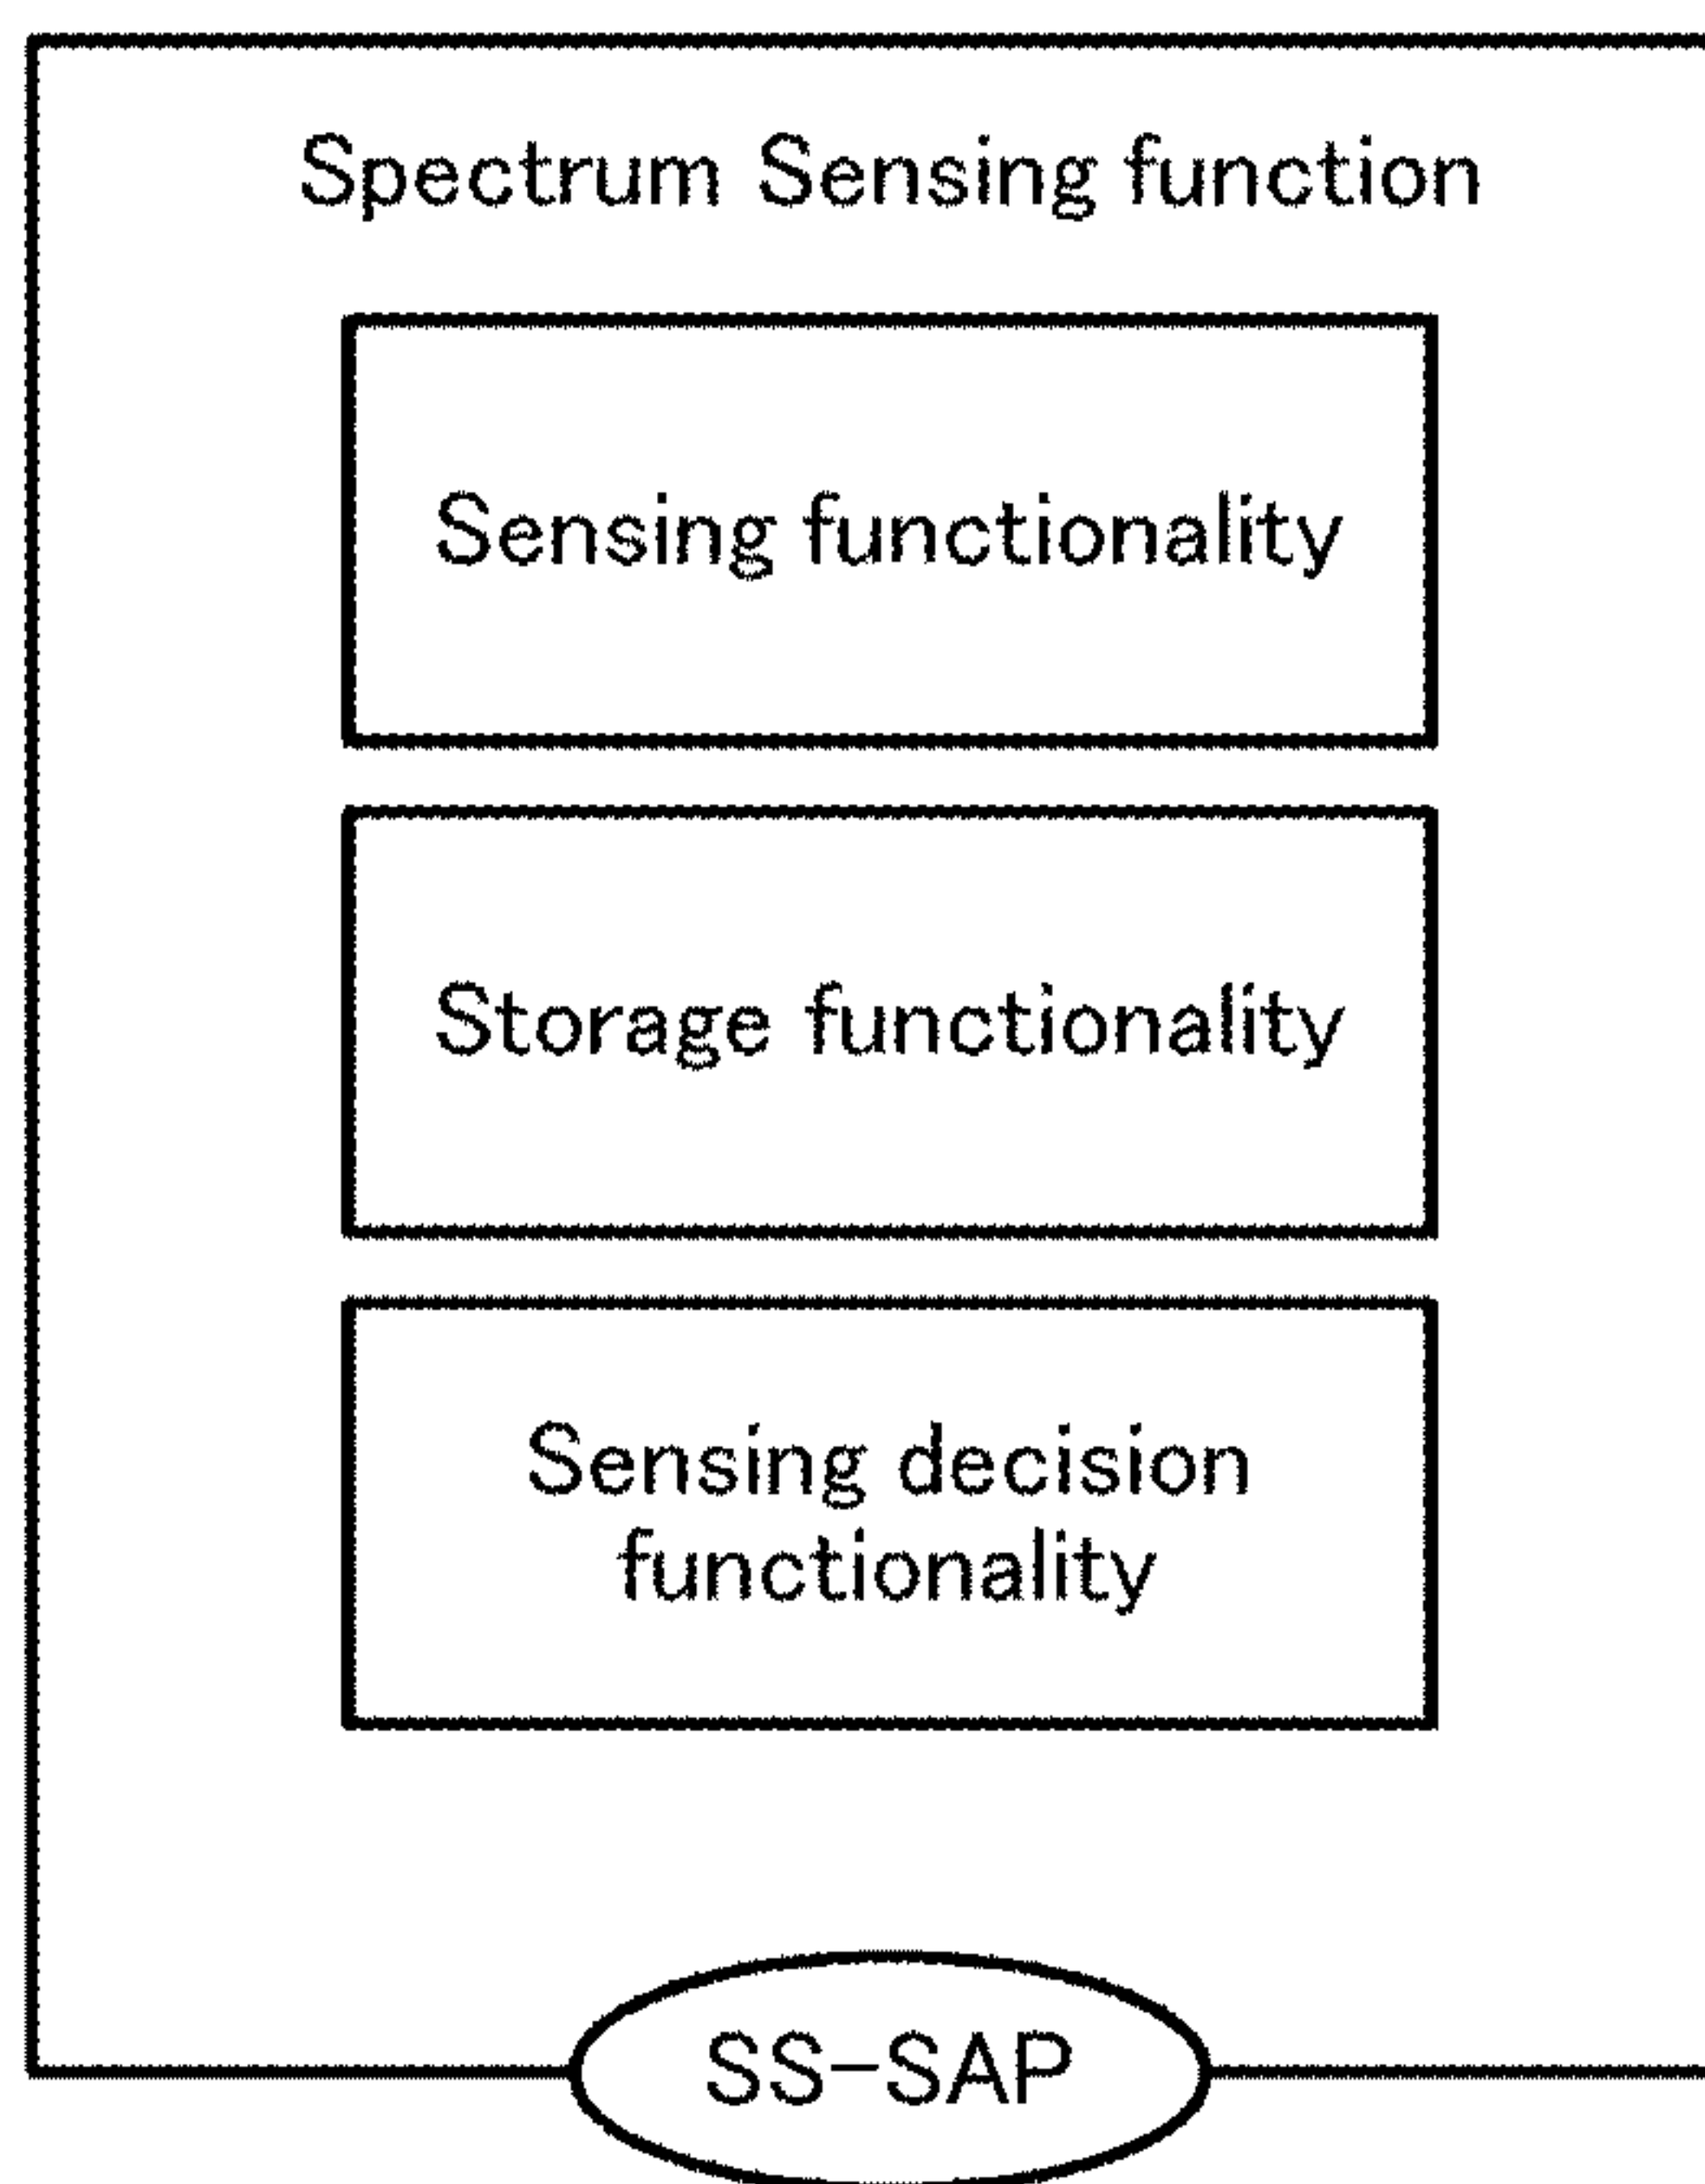 Spectrum Sensing function
Sensing functionality
Storage functionality
Sensing decision
functionality
SS-SAP